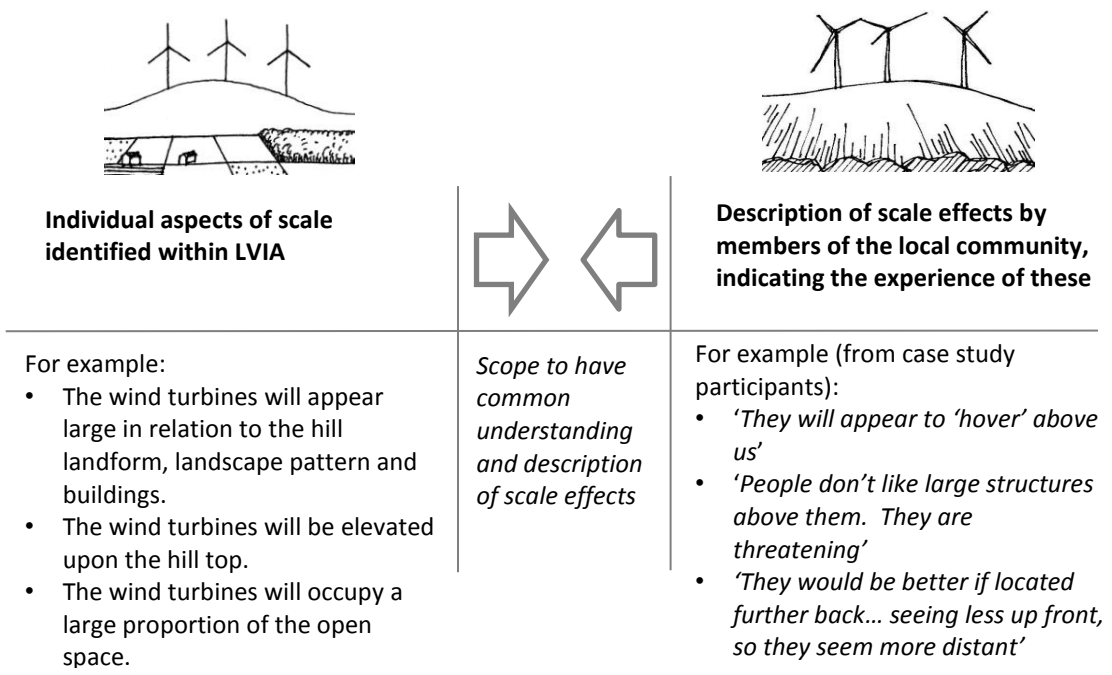 Individual aspects of scale
identified within LVIA
Description of scale effects by
members of the local community,
indicating the experience of these
For example:
• The wind turbines will appear
large in relation to the hill
landform, landscape pattern and
buildings.
• The wind turbines will be elevated
upon the hill top.
• The wind turbines will occupy a
large proportion of the open
space.
Scope to have
common
understanding
and description
of scale effects
For example (from case study
participants):
• ‘They will appear to ‘hover’ above
us’
• ‘People don’t like large structures
above them.  They are
threatening’
• ‘They would be better if located
further back… seeing less up front,
so they seem more distant’